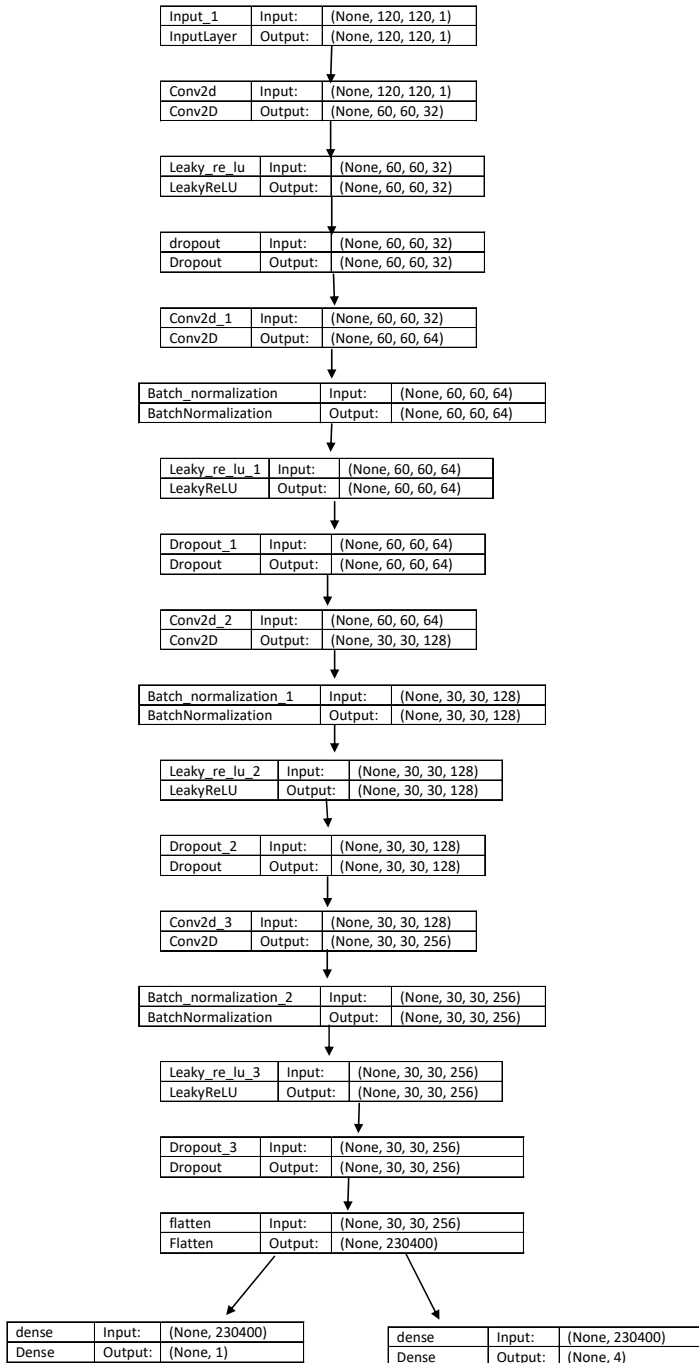 Input_1 Input: (None, 120, 120, 1)
InputLayer Output: (None, 120, 120, 1)
Conv2d Input: (None, 120, 120, 1)
Conv2D Output: (None, 60, 60, 32)
Leaky_re_lu Input: (None, 60, 60, 32)
LeakyReLU Output: (None, 60, 60, 32)
dropout Input: (None, 60, 60, 32)
Dropout Output: (None, 60, 60, 32)
Conv2d_1 Input: (None, 60, 60, 32)
Conv2D Output: (None, 60, 60, 64)
Batch_normalization Input: (None, 60, 60, 64)
BatchNormalization Output: (None, 60, 60, 64)
Leaky_re_lu_1 Input: (None, 60, 60, 64)
LeakyReLU Output: (None, 60, 60, 64)
Dropout_1 Input: (None, 60, 60, 64)
Dropout Output: (None, 60, 60, 64)
Conv2d_2 Input: (None, 60, 60, 64)
Conv2D Output: (None, 30, 30, 128)
Batch_normalization_1 Input: (None, 30, 30, 128)
BatchNormalization Output: (None, 30, 30, 128)
Leaky_re_lu_2 Input: (None, 30, 30, 128)
LeakyReLU Output: (None, 30, 30, 128)
Dropout_2 Input: (None, 30, 30, 128)
Dropout Output: (None, 30, 30, 128)
Conv2d_3 Input: (None, 30, 30, 128)
Conv2D Output: (None, 30, 30, 256)
Batch_normalization_2 Input: (None, 30, 30, 256)
BatchNormalization Output: (None, 30, 30, 256)
Leaky_re_lu_3 Input: (None, 30, 30, 256)
LeakyReLU Output: (None, 30, 30, 256)
Dropout_3 Input: (None, 30, 30, 256)
Dropout Output: (None, 30, 30, 256)
flatten Input: (None, 30, 30, 256)
Flatten Output: (None, 230400)
dense Input: (None, 230400)
Dense Output: (None, 1)
dense Input: (None, 230400)
Dense Output: (None, 4)